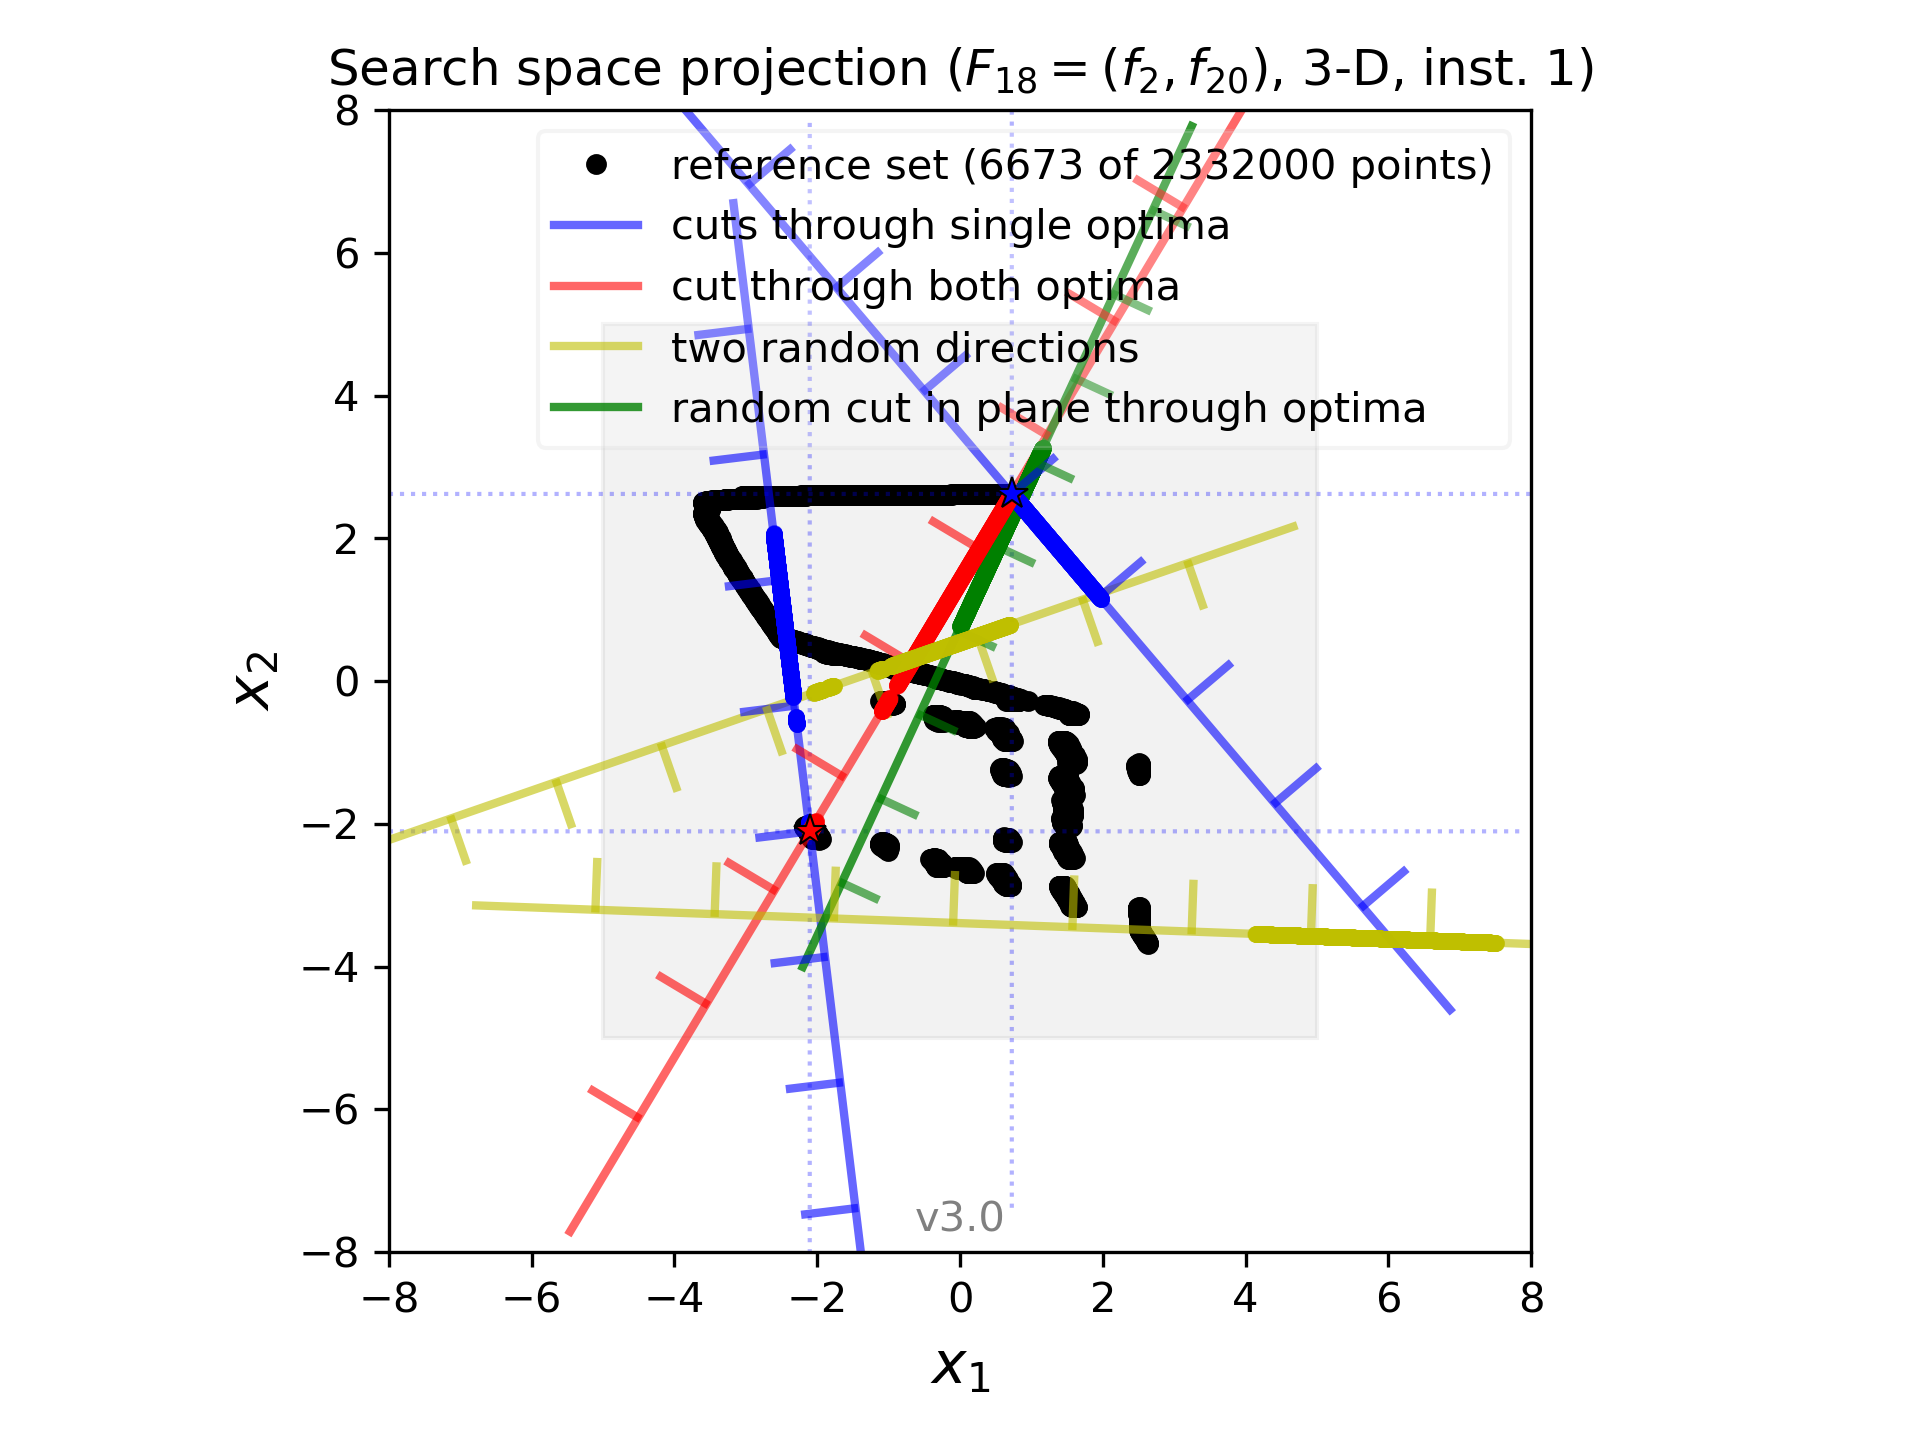 Search space projection (F₁₈ = (f₂, f₂₀), 3-D, inst. 1)
reference set (6673 of 2332000 points)
cuts through single optima
cut through both optima
two random directions
random cut in plane through optima
8
6
4
2
0
−2
−4
−6
−8
x₂
v3.0
−8 −6 −4 −2 0 2 4 6 8
x₁